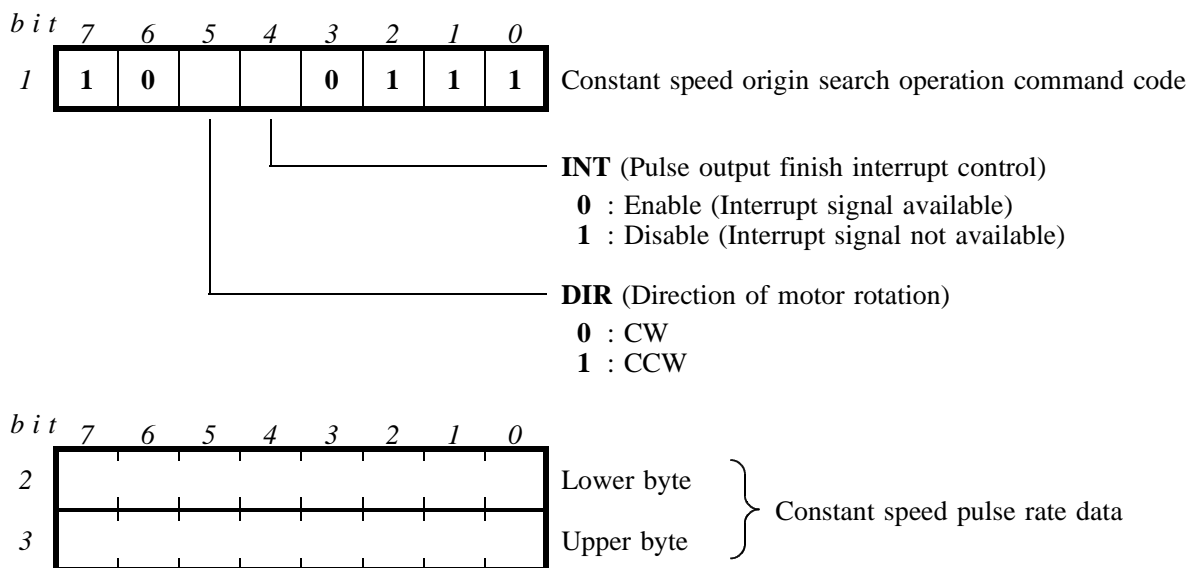 bit 7 6 5 4 3 2 1 0
1 1 0 0 1 1 1 Constant speed origin search operation command code
INT (Pulse output finish interrupt control)
0 : Enable (Interrupt signal available)
1 : Disable (Interrupt signal not available)
DIR (Direction of motor rotation)
0 : CW
1 : CCW
bit 7 6 5 4 3 2 1 0
2 Lower byte
Constant speed pulse rate data
3 Upper byte